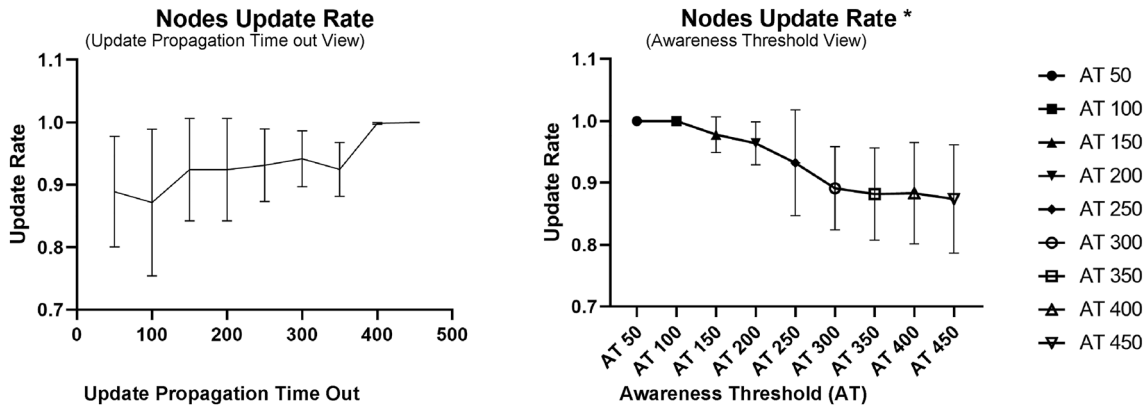 Nodes Update Rate
(Update Propagation Time out View)
1.1
1.0
0.9
0.8
0.7
Update Rate
0
100
200
300
400
500
Update Propagation Time Out
Nodes Update Rate *
(Awareness Threshold View)
1.1
1.0
0.9
0.8
0.7
Update Rate
AT 50
AT 100
AT 150
AT 200
AT 250
AT 300
AT 350
AT 400
AT 450
Awareness Threshold (AT)
AT 50
AT 100
AT 150
AT 200
AT 250
AT 300
AT 350
AT 400
AT 450